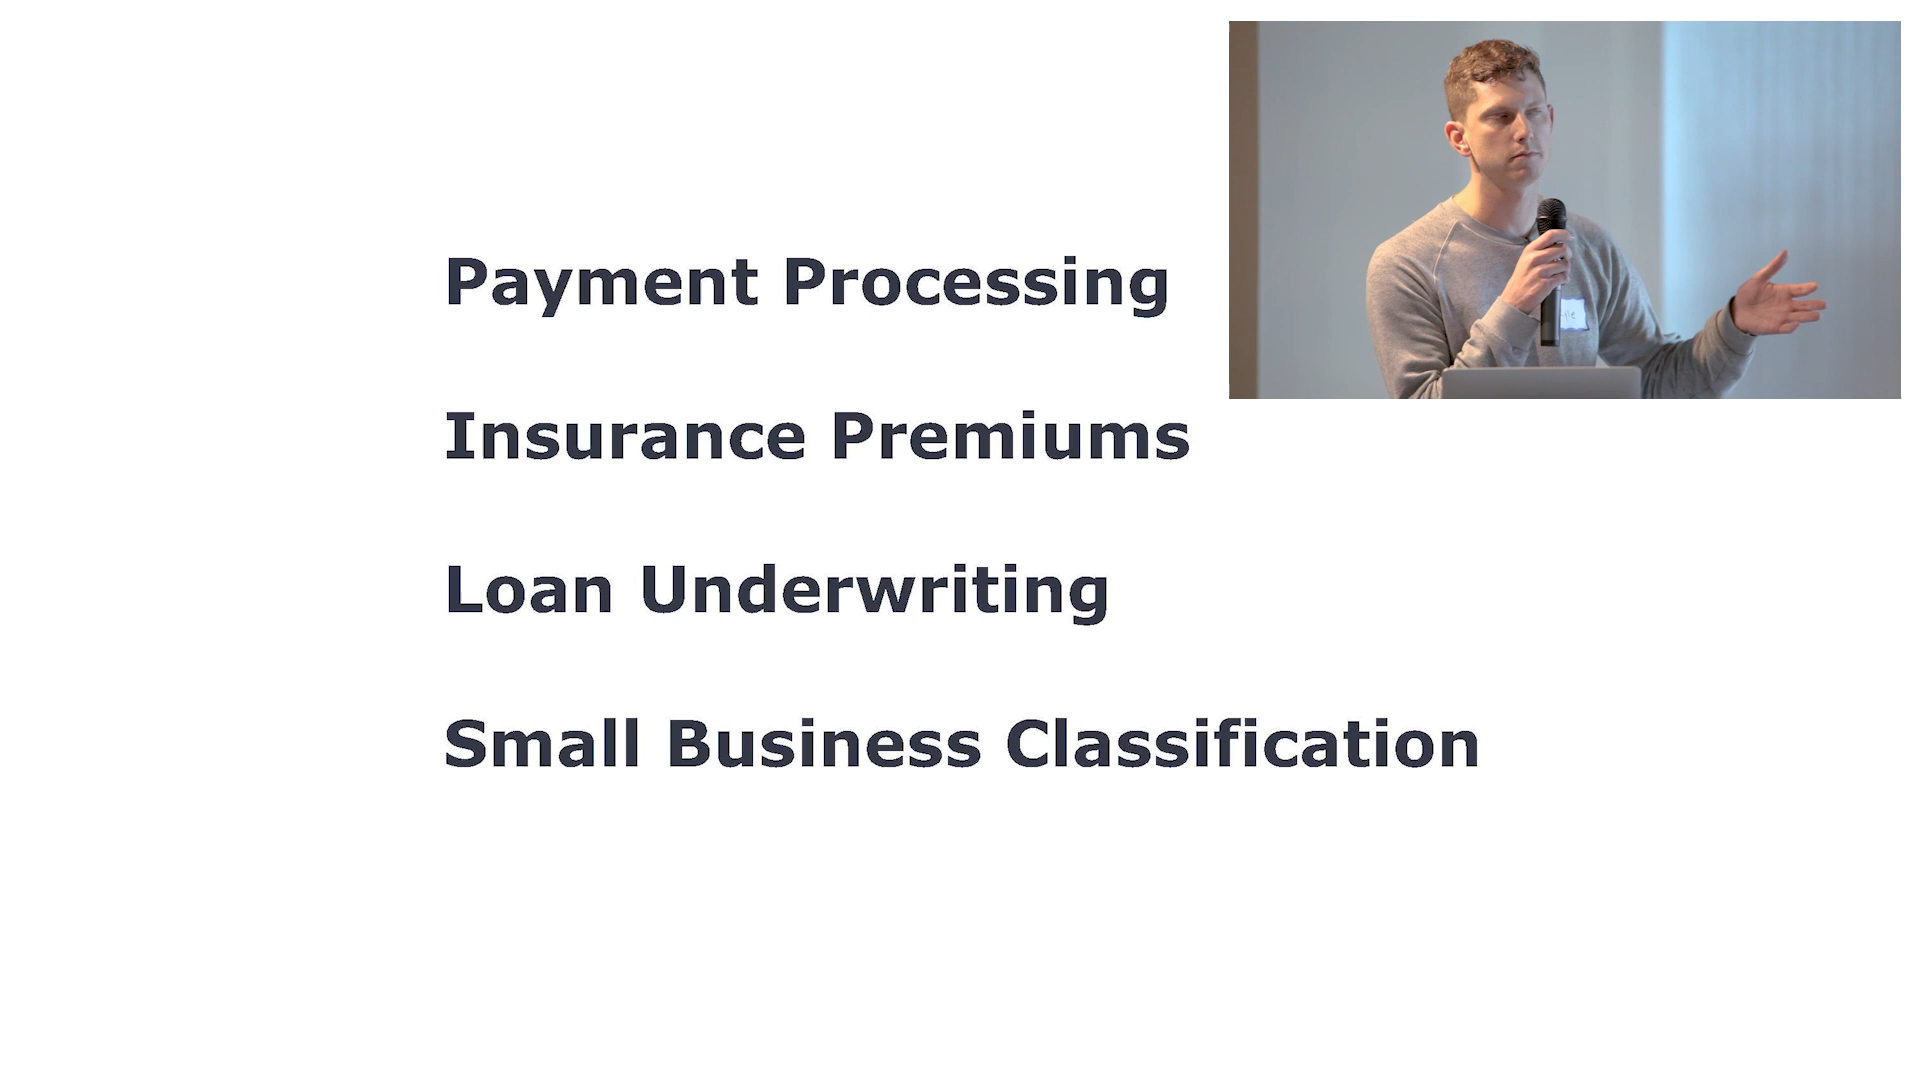 Payment Processing
Insurance Premiums
Loan Underwriting
Small Business Classification